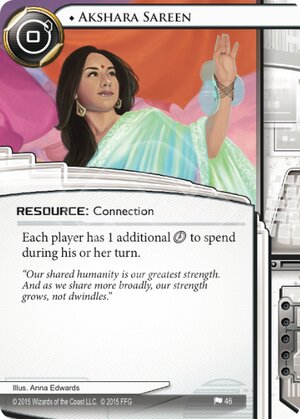 ♦ Akshara Sareen
0
RESOURCE: Connection
Each player has 1 additional to spend
during his or her turn.
“Our shared humanity is our greatest strength.
And as we share more broadly, our strength
grows, not dwindles.”
Illus. Anna Edwards
© 2015 Wizards of the Coast LLC. © 2015 FFG
46